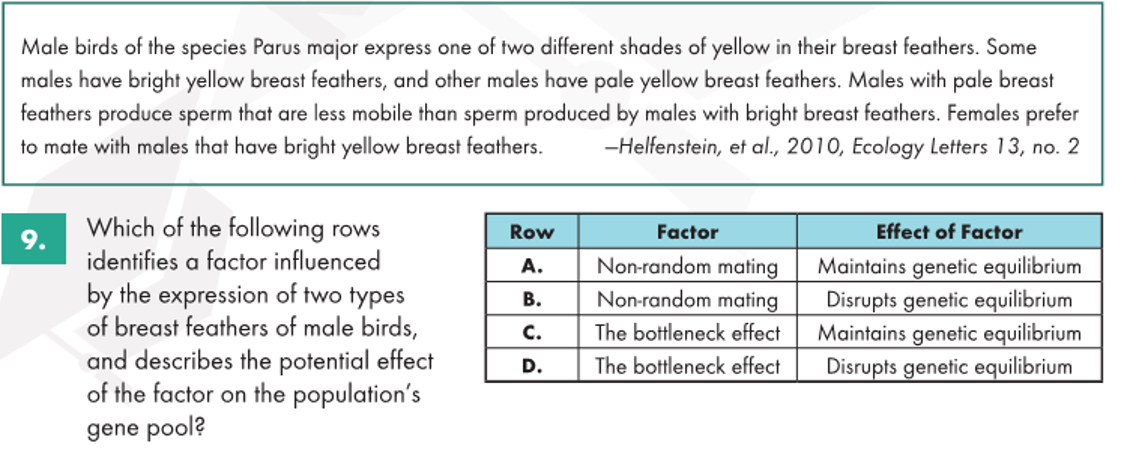 Male birds of the species Parus major express one of two different shades of yellow in their breast feathers. Some
males have bright yellow breast feathers, and other males have pale yellow breast feathers. Males with pale breast
feathers produce sperm that are less mobile than sperm produced by males with bright breast feathers. Females prefer
to mate with males that have bright yellow breast feathers. —Helfenstein, et al., 2010, Ecology Letters 13, no. 2
9.
Which of the following rows
identifies a factor influenced
by the expression of two types
of breast feathers of male birds,
and describes the potential effect
of the factor on the population's
gene pool?
Row Factor Effect of Factor
A. Non-random mating Maintains genetic equilibrium
B. Non-random mating Disrupts genetic equilibrium
C. The bottleneck effect Maintains genetic equilibrium
D. The bottleneck effect Disrupts genetic equilibrium